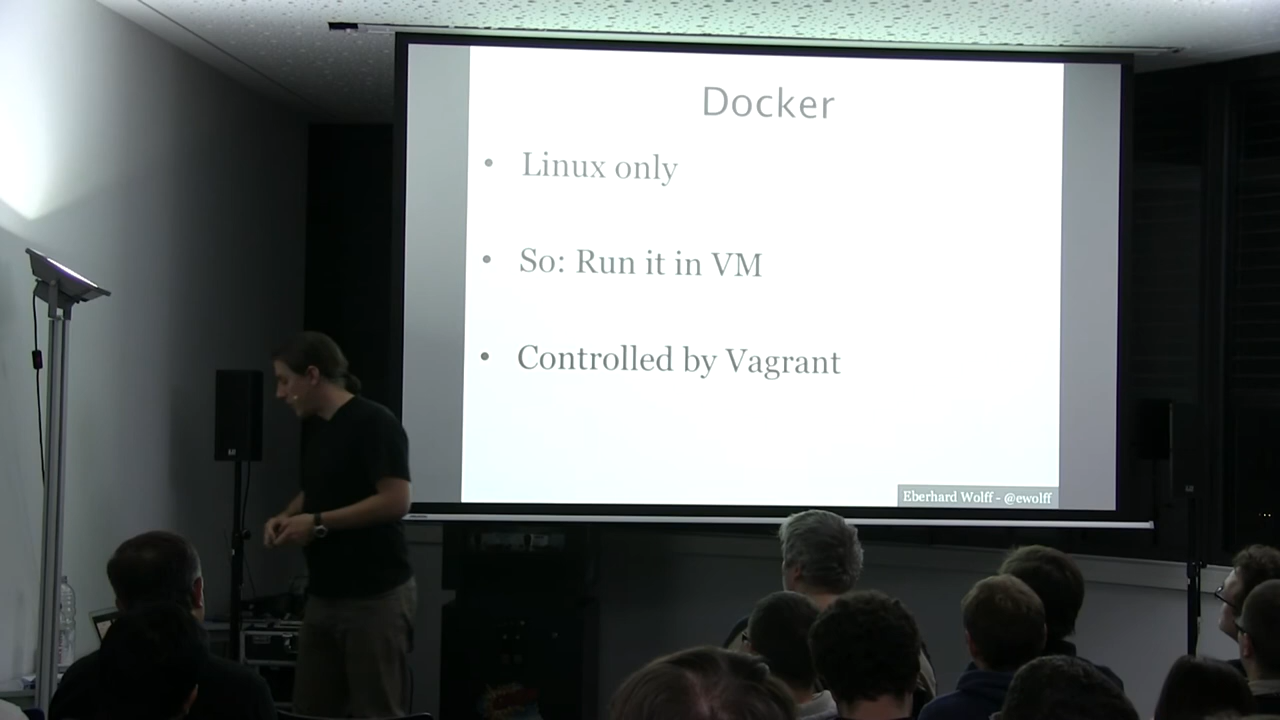 Docker
• Linux only
• So: Run it in VM
• Controlled by Vagrant
Eberhard Wolff - @ewolff